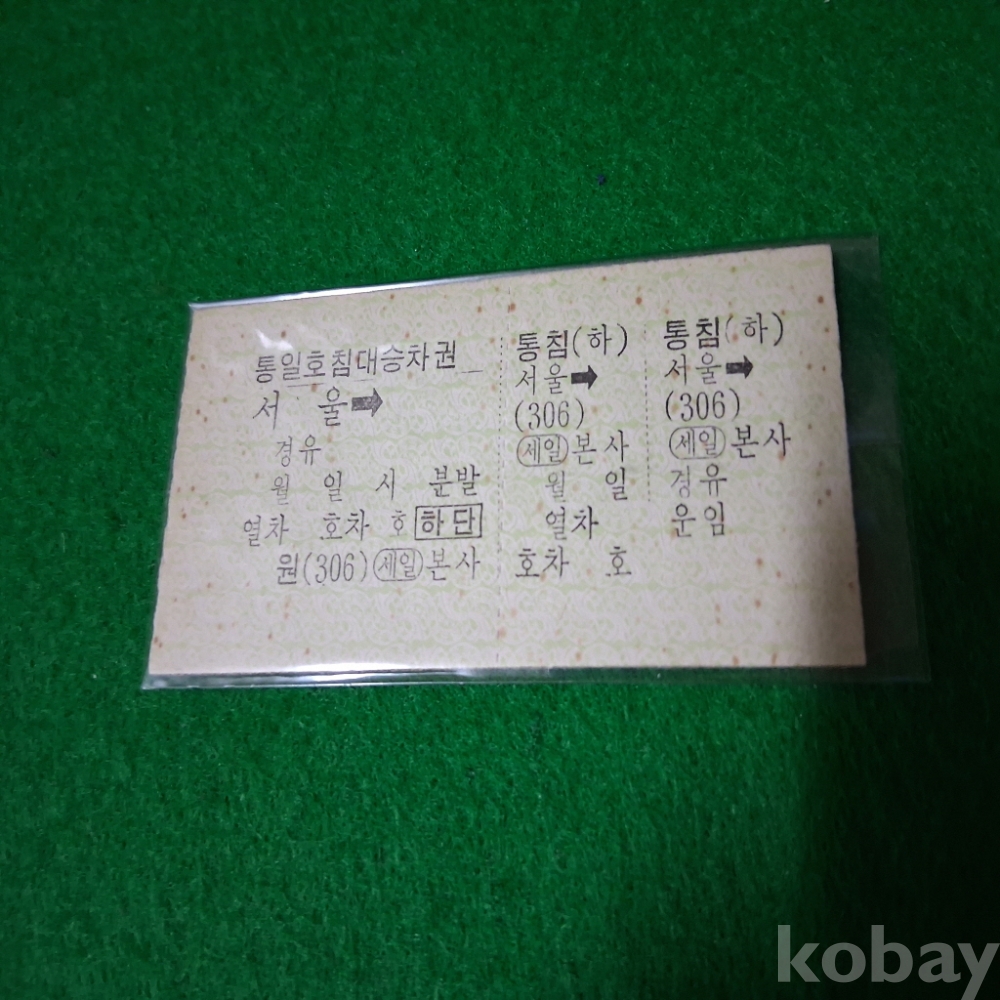 통일호침대승차권
서 울➡
경유
월 일 시 분발
열차 호차 호 하단
원(306) 세일 본사
통침(하)
서울➡
(306)
세일 본사
월 일
열차
호차 호
통침(하)
서울➡
(306)
세일 본사
경유
운임
kobay